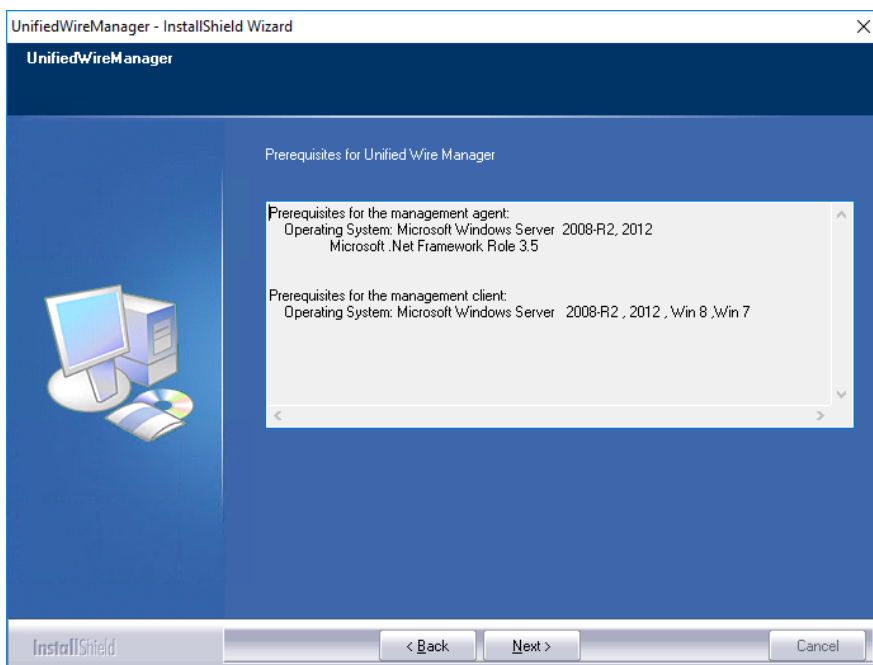 UnifiedWireManager - InstallShield Wizard
UnifiedWireManager
Prerequisites for Unified Wire Manager
Prerequisites for the management agent:
Operating System: Microsoft Windows Server 2008-R2, 2012
Microsoft .Net Framework Role 3.5
Prerequisites for the management client:
Operating System: Microsoft Windows Server 2008-R2 , 2012 , Win 8 ,Win 7
InstallShield
< Back
Next >
Cancel